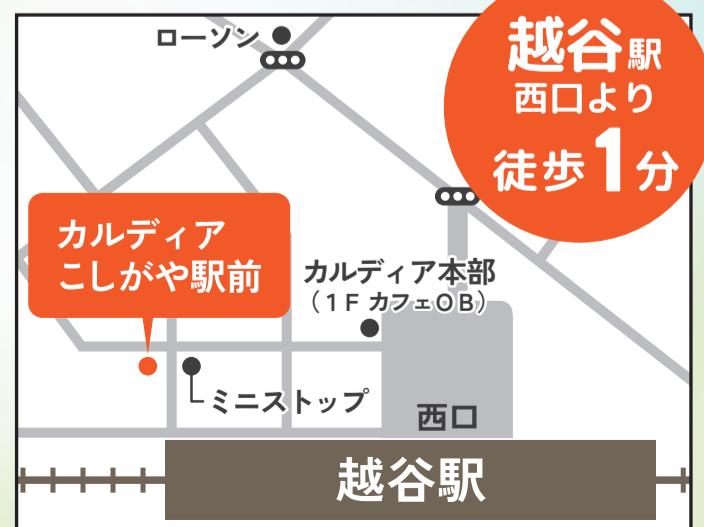 ローソン
越谷駅
西口より
徒歩1分
カルディア
こしがや駅前
カルディア本部
（1F カフェOB）
ミニストップ
西口
越谷駅